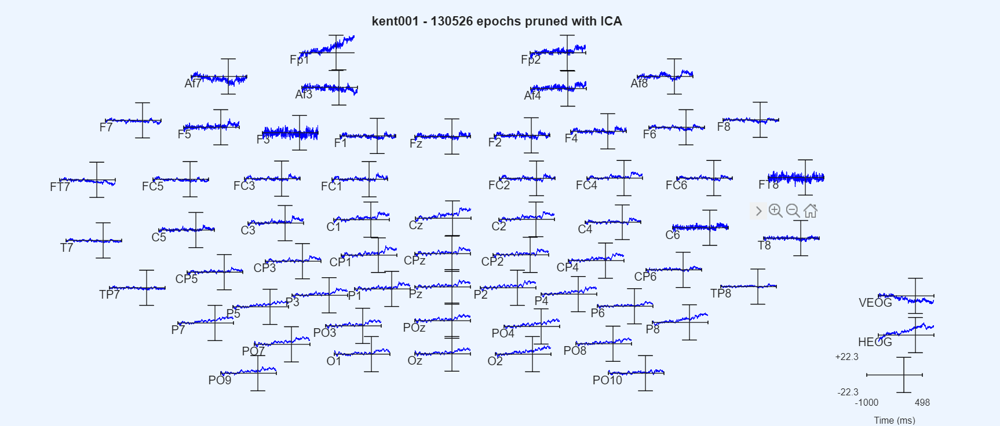 kent001 - 130526 epochs pruned with ICA
Fp1 Fp2
Af7 Af3 Af4 Af8
F7 F5 F3 F1 Fz F2 F4 F6 F8
FT7 FC5 FC3 FC1 FC2 FC4 FC6 FT8
T7 C5 C3 C1 Cz C2 C4 C6 T8
TP7 CP5 CP3 CP1 CPz CP2 CP4 CP6 TP8
P7 P5 P3 P1 Pz P2 P4 P6 P8
PO9 PO7 PO3 POz PO4 PO8 PO10
O1 Oz O2
VEOG
HEOG
+22.3
-22.3
-1000 498
Time (ms)